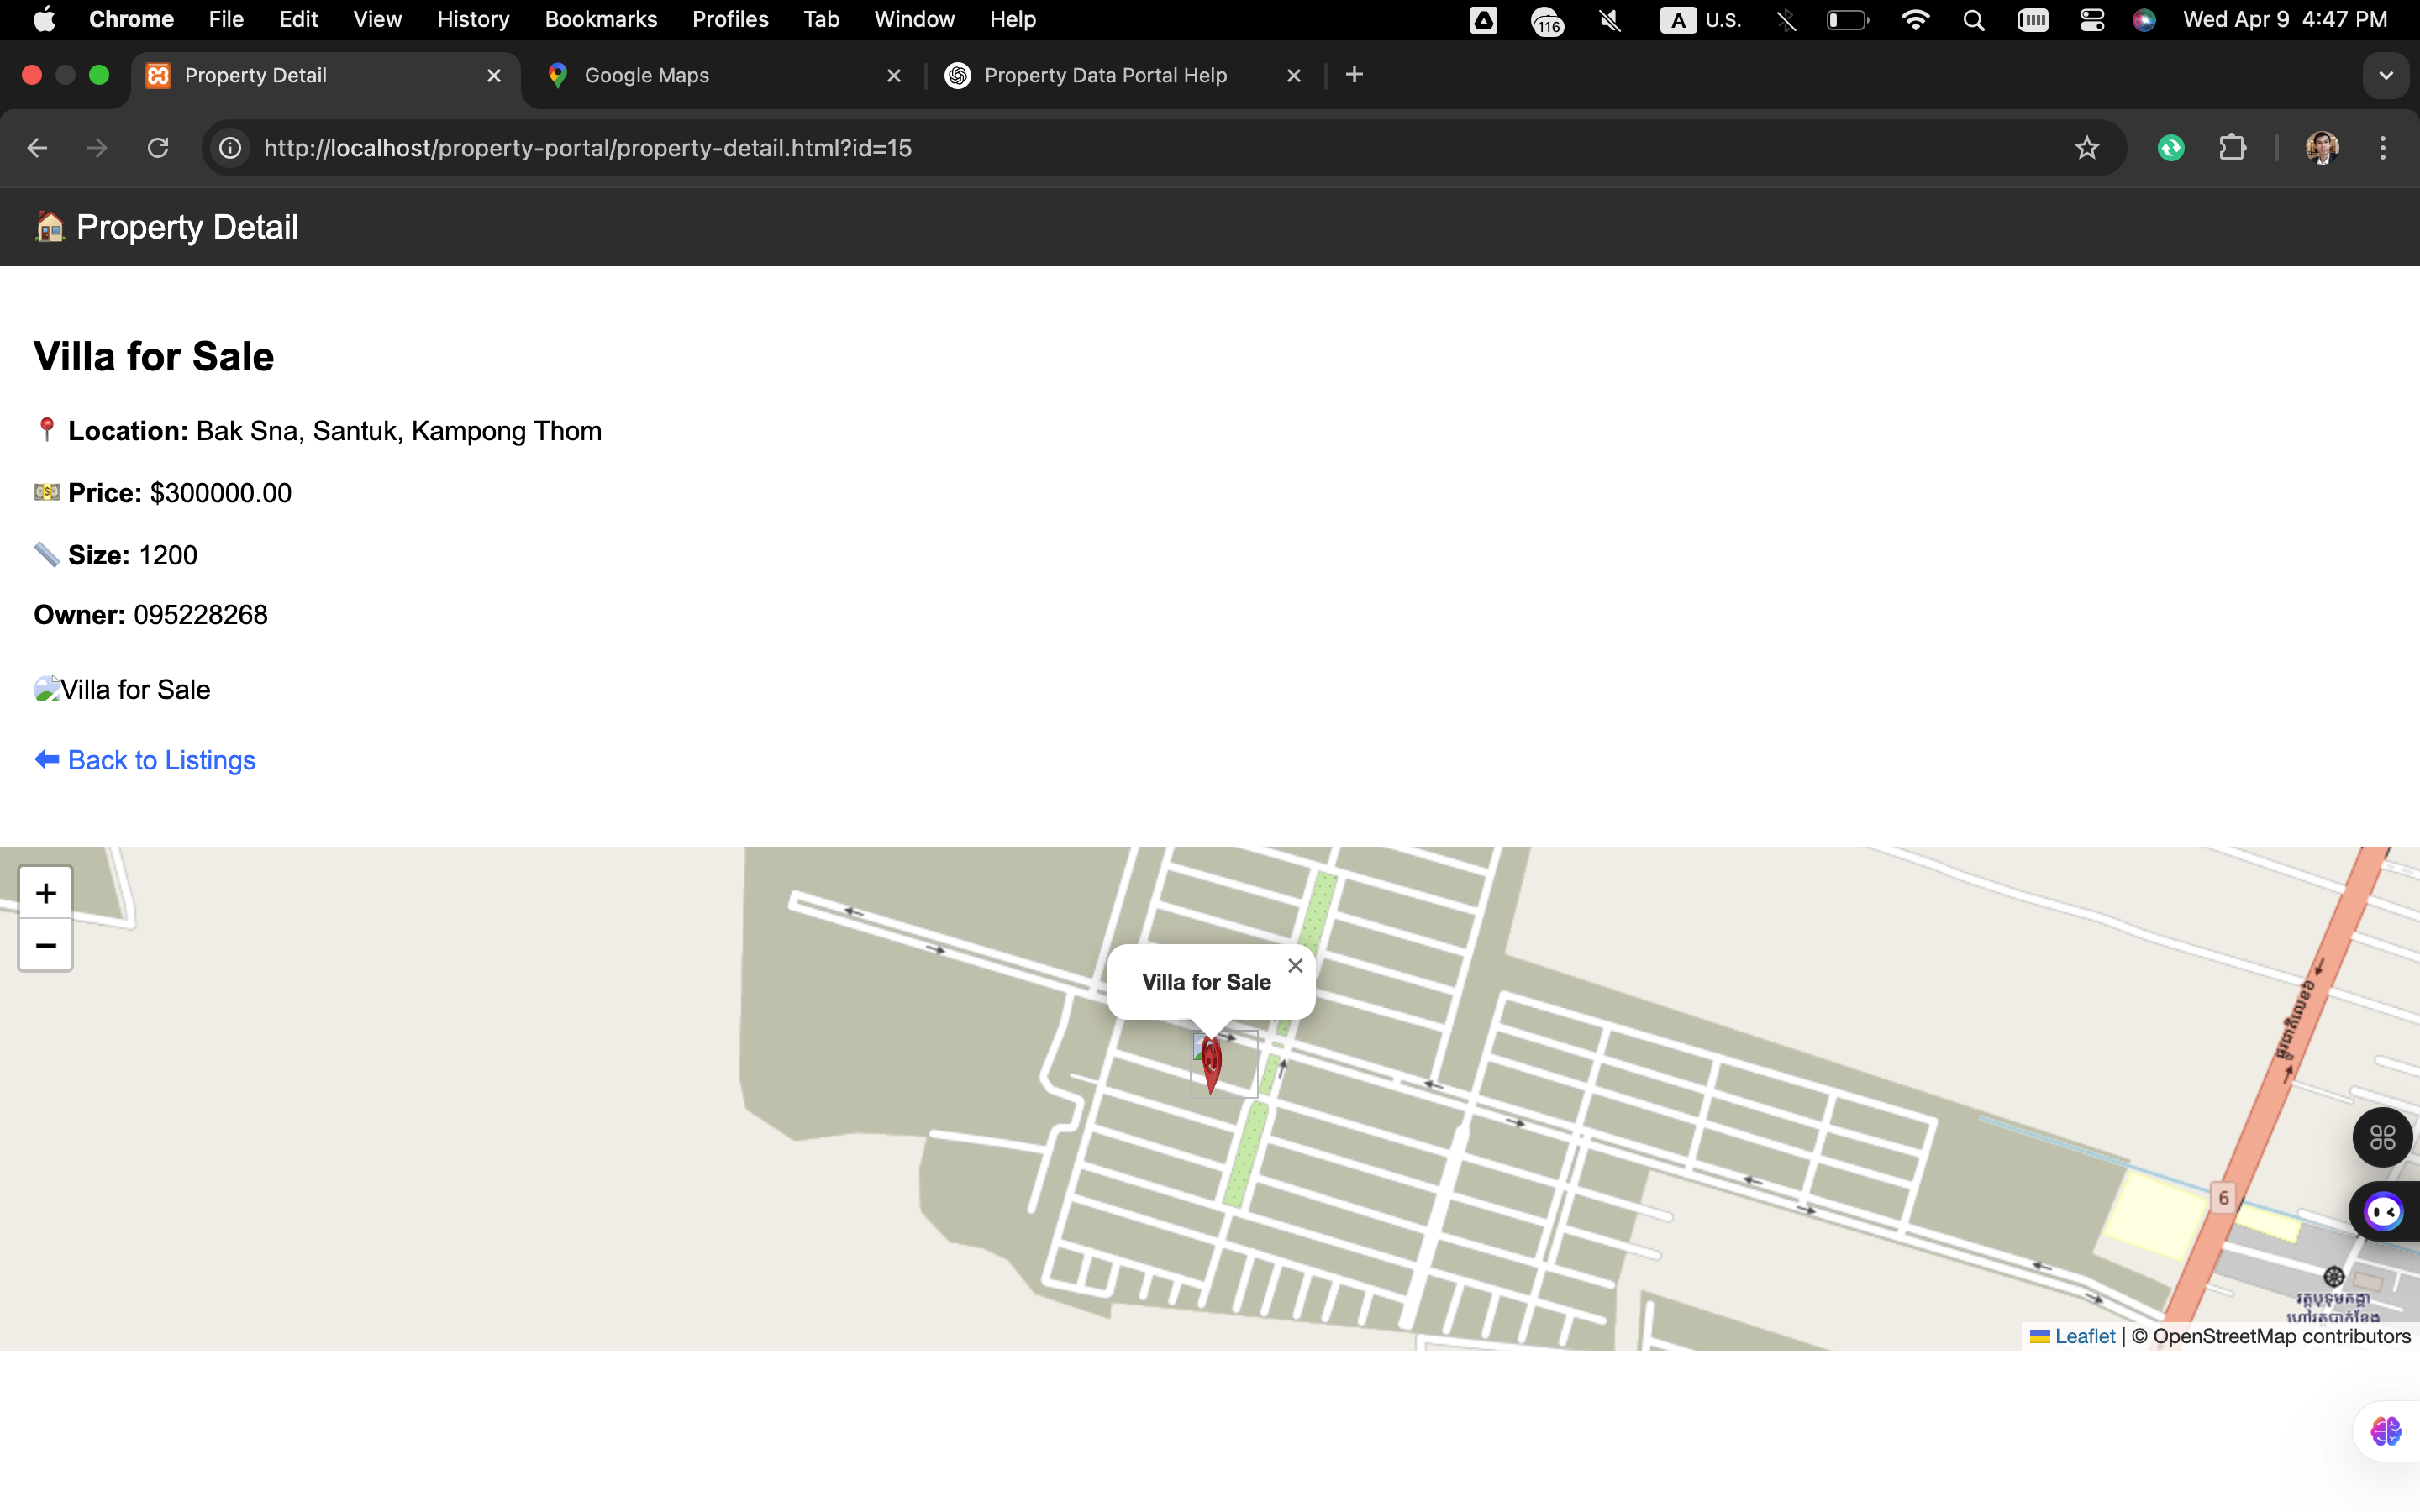 Chrome File Edit View History Bookmarks Profiles Tab Window Help 116 A U.S. Wed Apr 9 4:47 PM
Property Detail Google Maps Property Data Portal Help
http://localhost/property-portal/property-detail.html?id=15
Property Detail
Villa for Sale
Location: Bak Sna, Santuk, Kampong Thom
Price: $300000.00
Size: 1200
Owner: 095228268
Villa for Sale
Back to Listings
+
−
Villa for Sale
6
Leaflet | © OpenStreetMap contributors